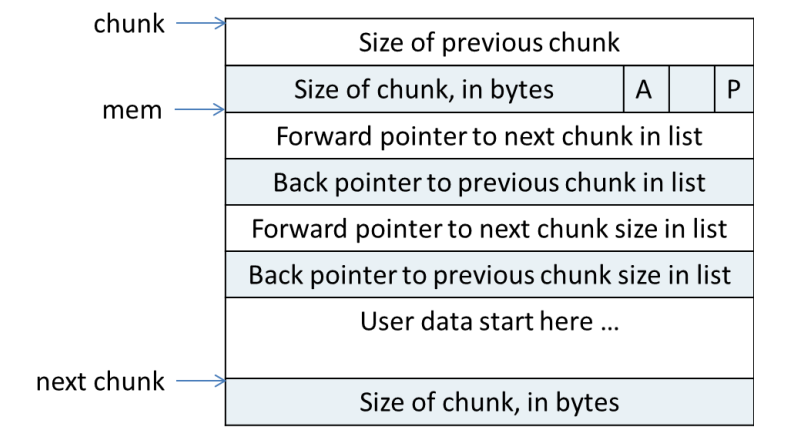 chunk
Size of previous chunk
Size of chunk, in bytes A P
mem
Forward pointer to next chunk in list
Back pointer to previous chunk in list
Forward pointer to next chunk size in list
Back pointer to previous chunk size in list
User data start here ...
next chunk
Size of chunk, in bytes